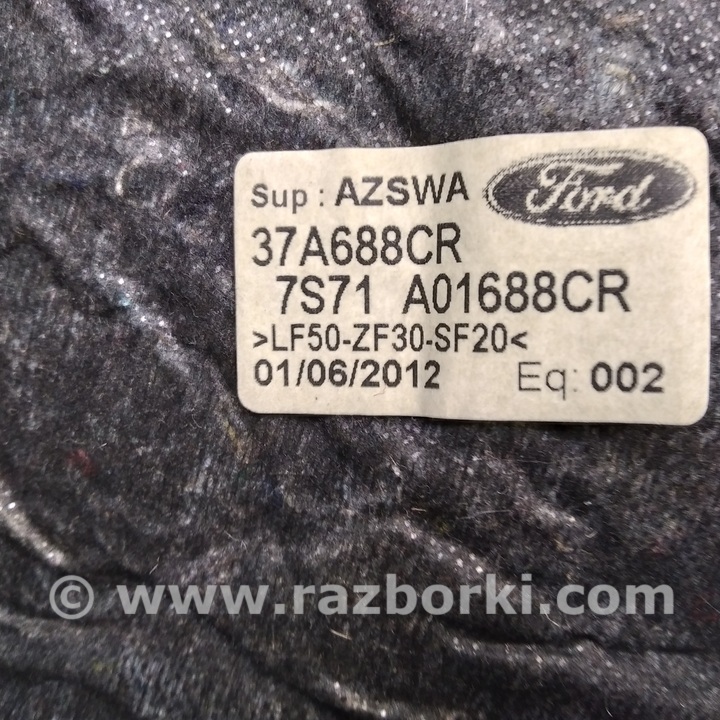 Sup : AZSWA Ford
37A688CR
7S71 A01688CR
>LF50-ZF30-SF20<
01/06/2012 Eq: 002
© www.razborki.com